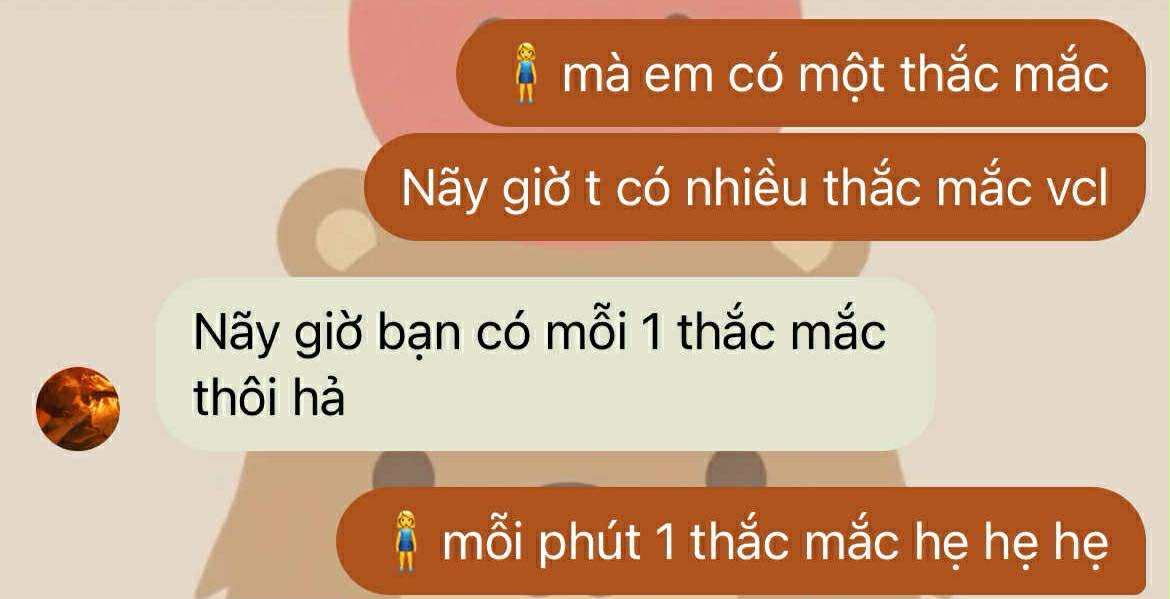 🧍‍♀️ mà em có một thắc mắc
Nãy giờ t có nhiều thắc mắc vcl
Nãy giờ bạn có mỗi 1 thắc mắc
thôi hả
🧍‍♀️ mỗi phút 1 thắc mắc hẹ hẹ hẹ